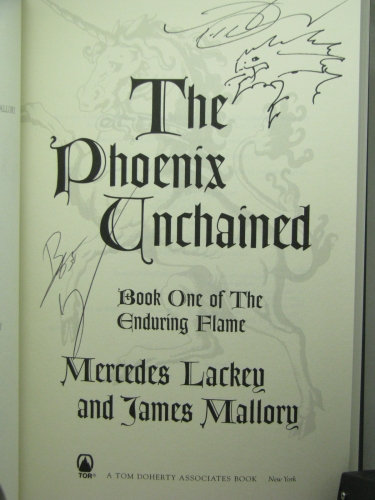 The
Phoenix
Unchained
Book One of The
Enduring Flame
Mercedes Lackey
and James Mallory
TOR®
A TOM DOHERTY ASSOCIATES BOOK New York